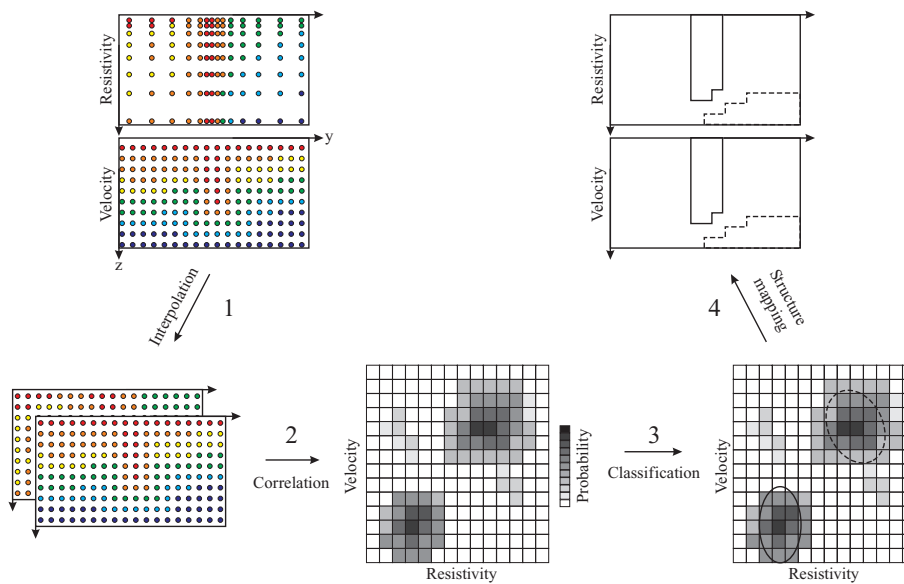 Resistivity
y
Velocity
z
Interpolation
1
Resistivity
Velocity
4
Structure
mapping
2
Correlation
Velocity
Resistivity
Probability
3
Classification
Velocity
Resistivity